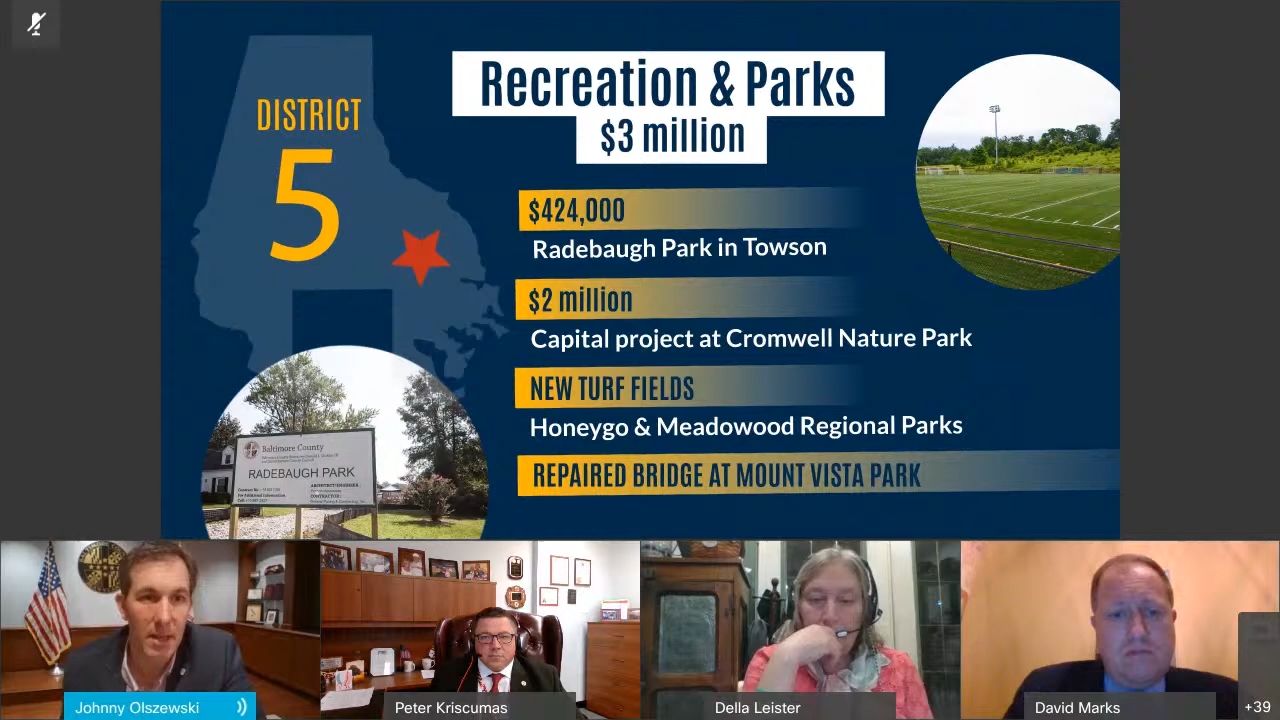 DISTRICT
5
Recreation & Parks
$3 million
$424,000
Radebaugh Park in Towson
$2 million
Capital project at Cromwell Nature Park
NEW TURF FIELDS
Honeygo & Meadowood Regional Parks
REPAIRED BRIDGE AT MOUNT VISTA PARK
Baltimore County
RADEBAUGH PARK
Johnny Olszewski
Peter Kriscumas
Della Leister
David Marks
+39